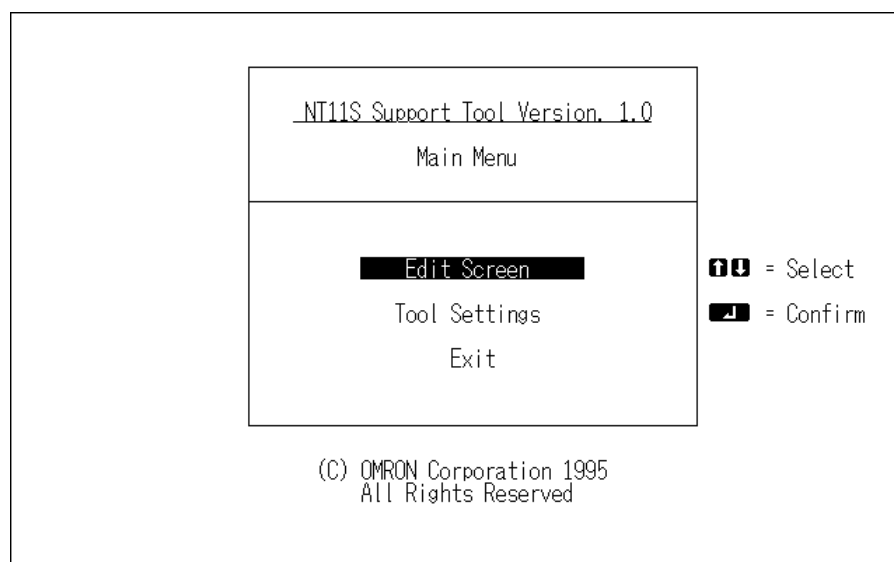 NT11S Support Tool Version. 1.0
Main Menu
Edit Screen
Tool Settings
Exit
= Select
= Confirm
(C) OMRON Corporation 1995
All Rights Reserved